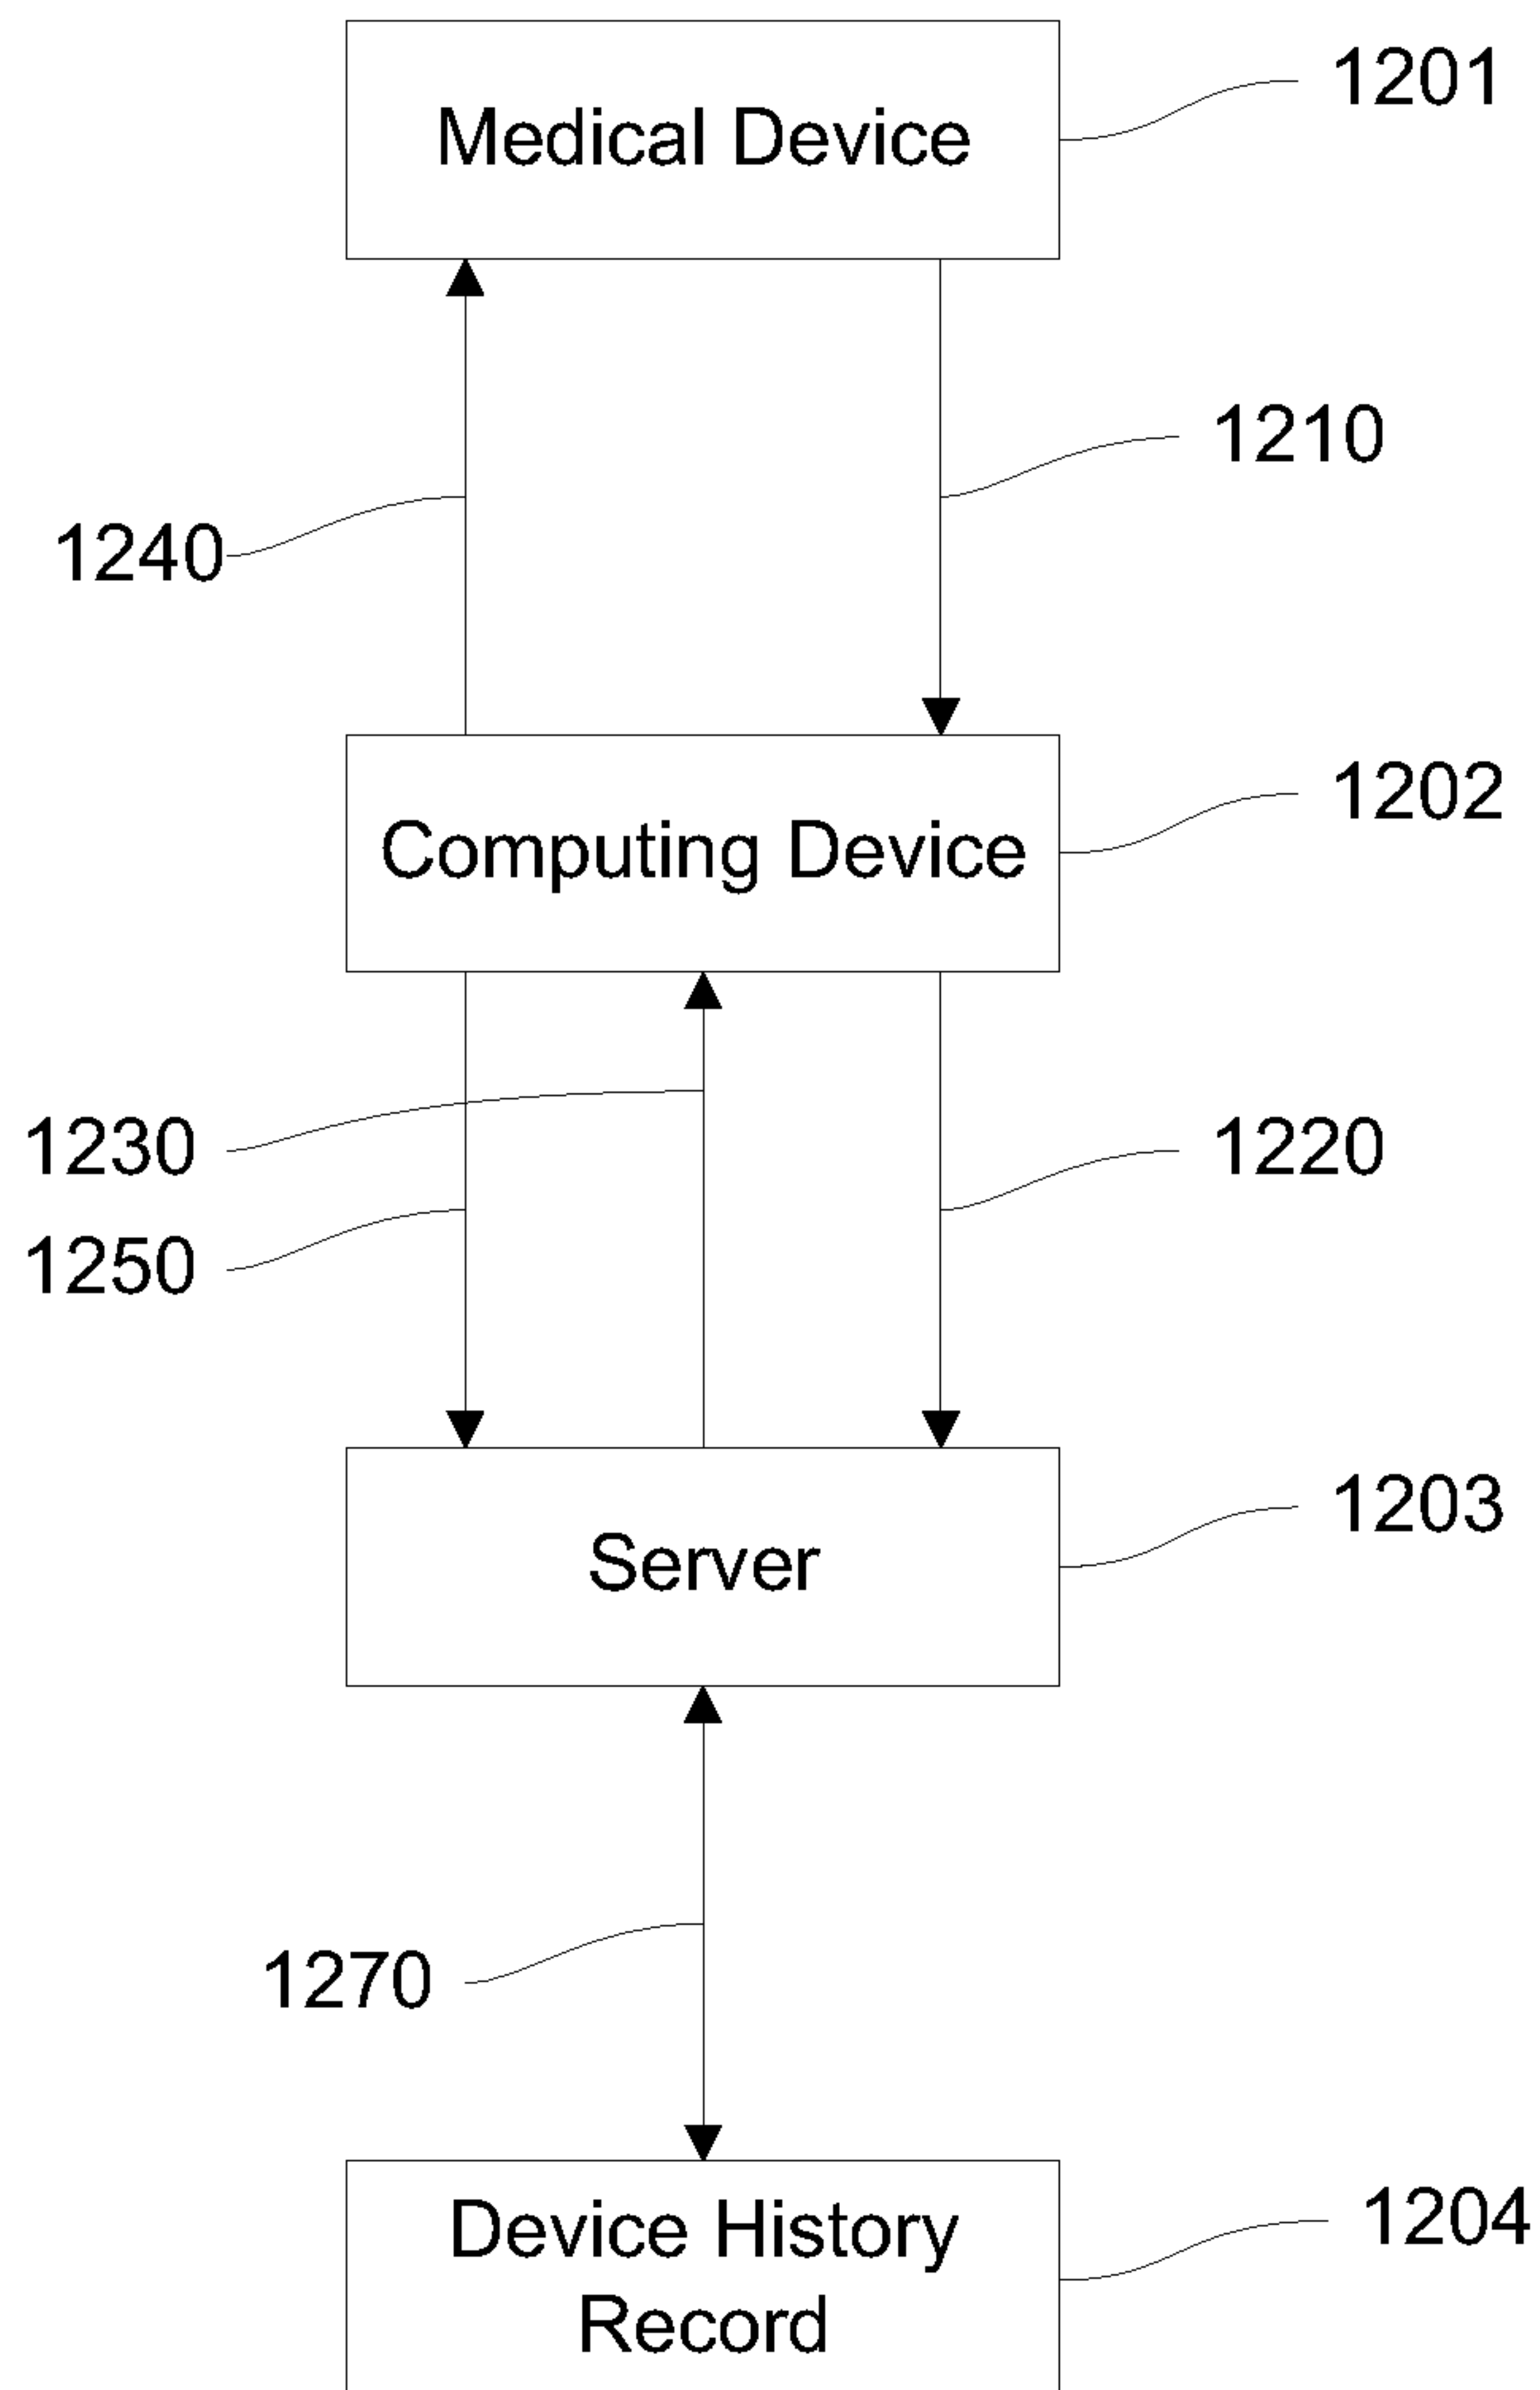 Medical Device
1201
1210
1240
Computing Device
1202
1230
1220
1250
Server
1203
1270
Device History
Record
1204